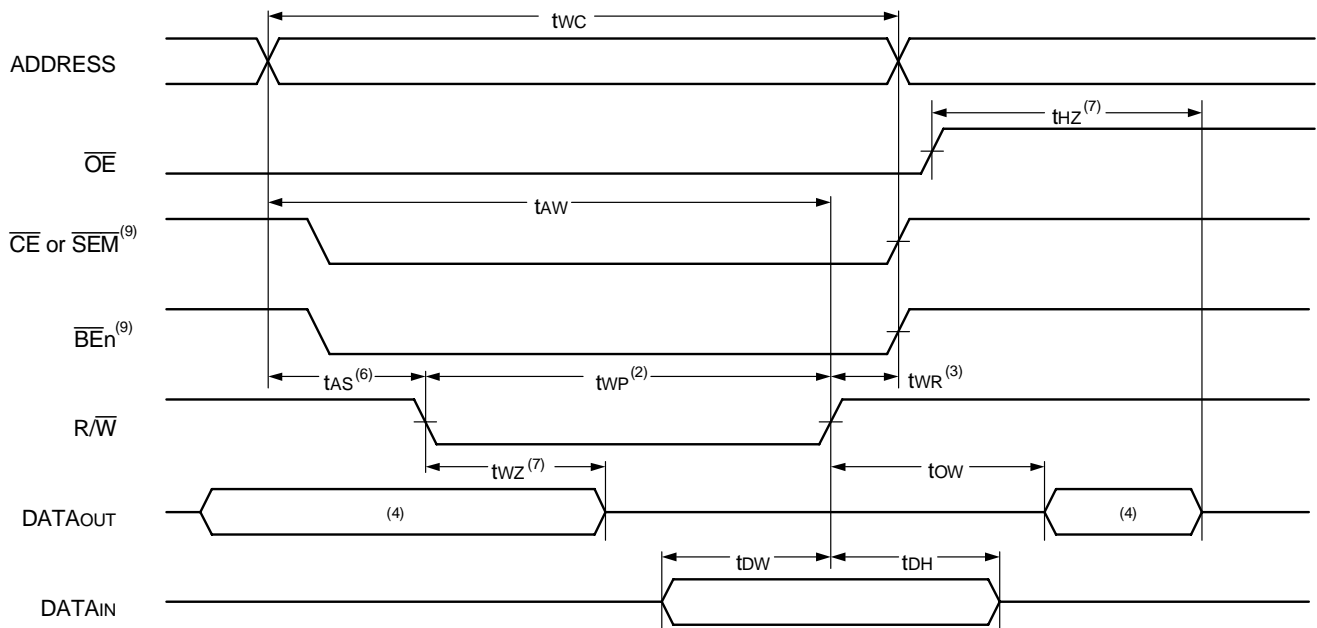 tWC
ADDRESS
tHZ(7)
OE
tAW
CE or SEM(9)
BEn(9)
tAS(6) tWP(2) tWR(3)
R/W
tWZ(7) tOW
DATAOUT (4) (4)
tDW tDH
DATAIN